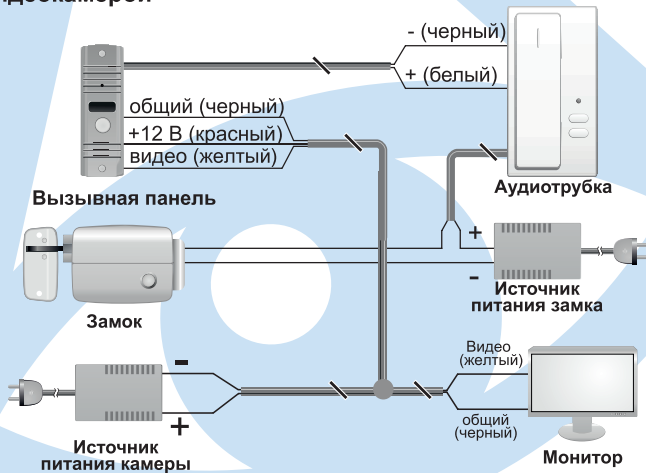 - (черный)
+ (белый)
общий (черный)
+12 В (красный)
видео (желтый)
Аудиотрубка
Вызывная панель
+
-
Источник
питания замка
Замок
Видео
(желтый)
-
+
общий
(черный)
Источник
питания камеры
Монитор